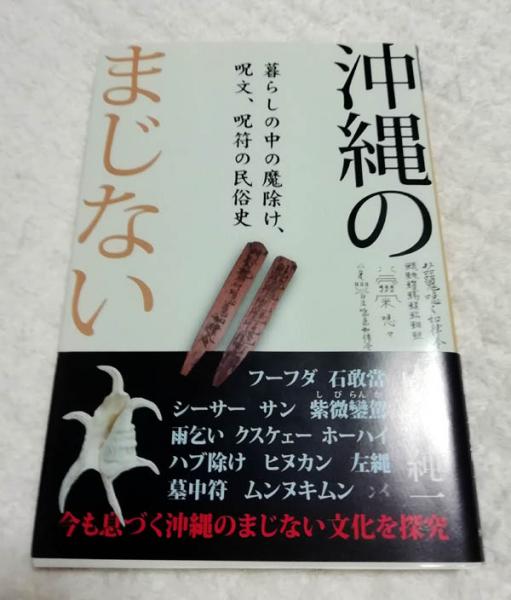 沖縄の
まじない
暮らしの中の魔除け、
呪文、呪符の民俗史
フーフダ 石敢當
シーサー サン 紫微鑾駕
しびらんか
雨乞い クスケェー ホーハイ
ハブ除け ヒヌカン 左縄
墓中符 ムンヌキムン
純一
今も息づく沖縄のまじない文化を探究